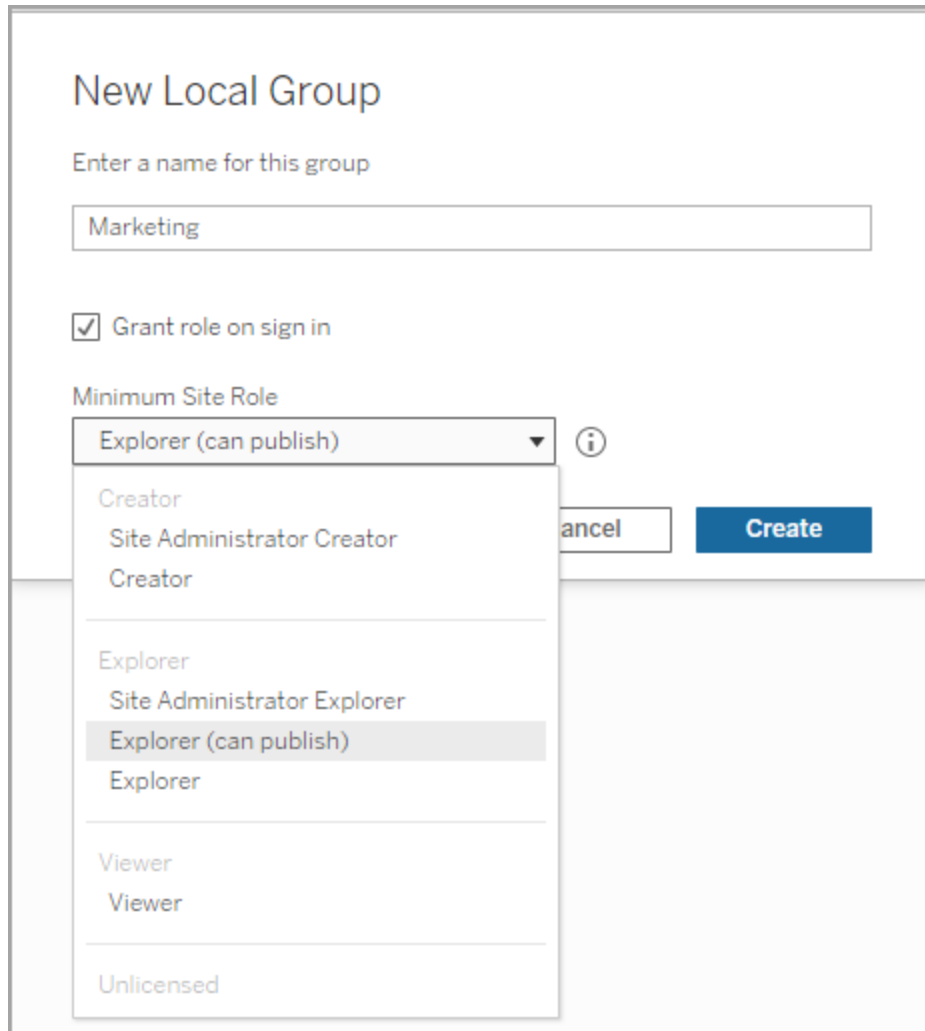 New Local Group
Enter a name for this group
Marketing
Grant role on sign in
Minimum Site Role
Explorer (can publish)
Creator
Site Administrator Creator
ancel
Create
Creator
Explorer
Site Administrator Explorer
Explorer (can publish)
Explorer
Viewer
Viewer
Unlicensed